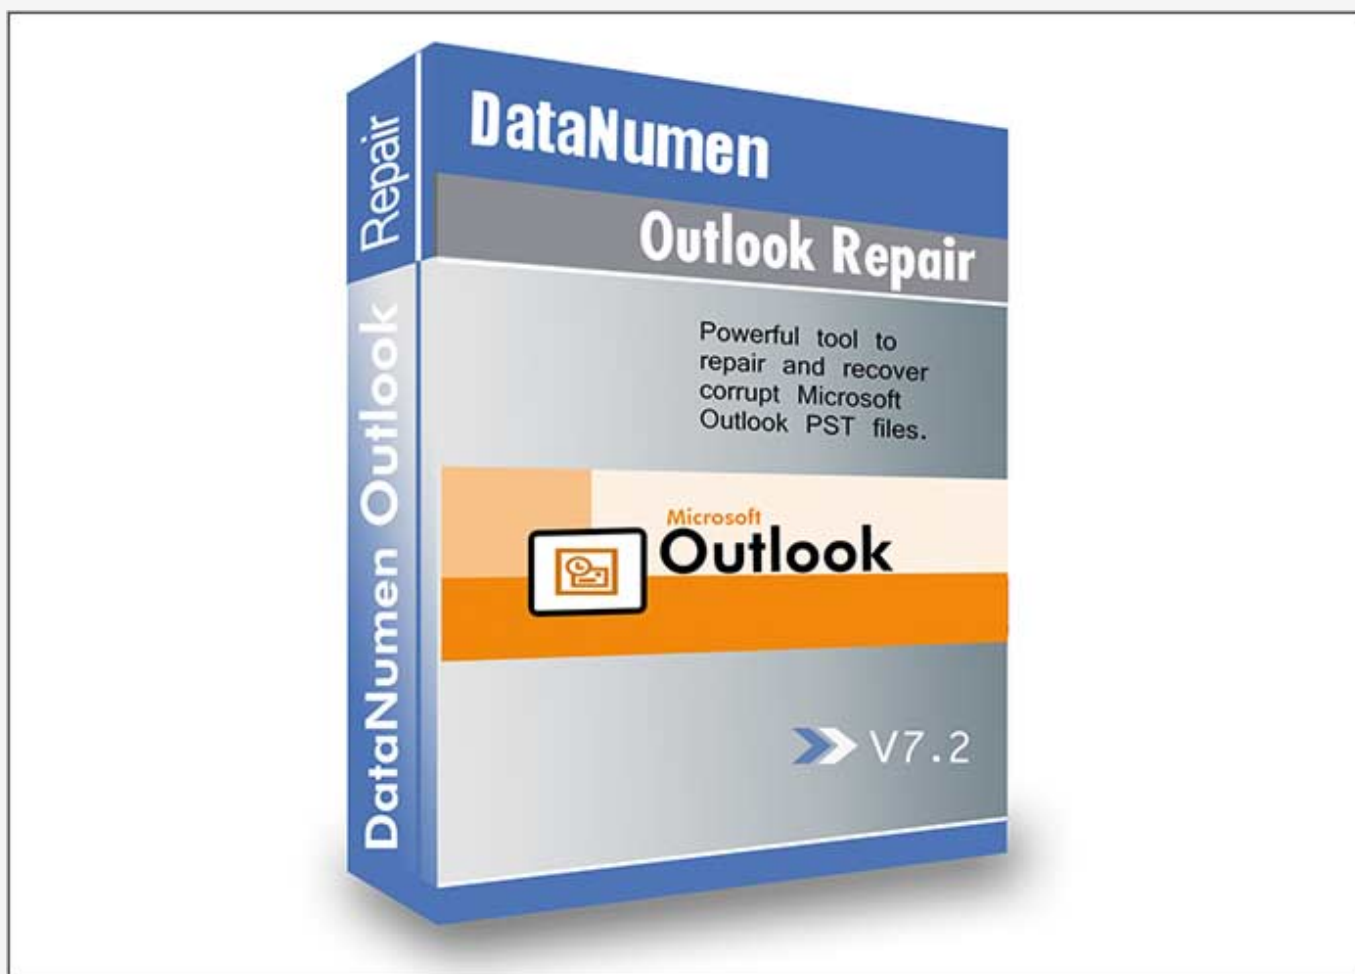 DataNumen
Outlook Repair
Powerful tool to
repair and recover
corrupt Microsoft
Outlook PST files.
Microsoft
Outlook
V7.2
DataNumen Outlook Repair